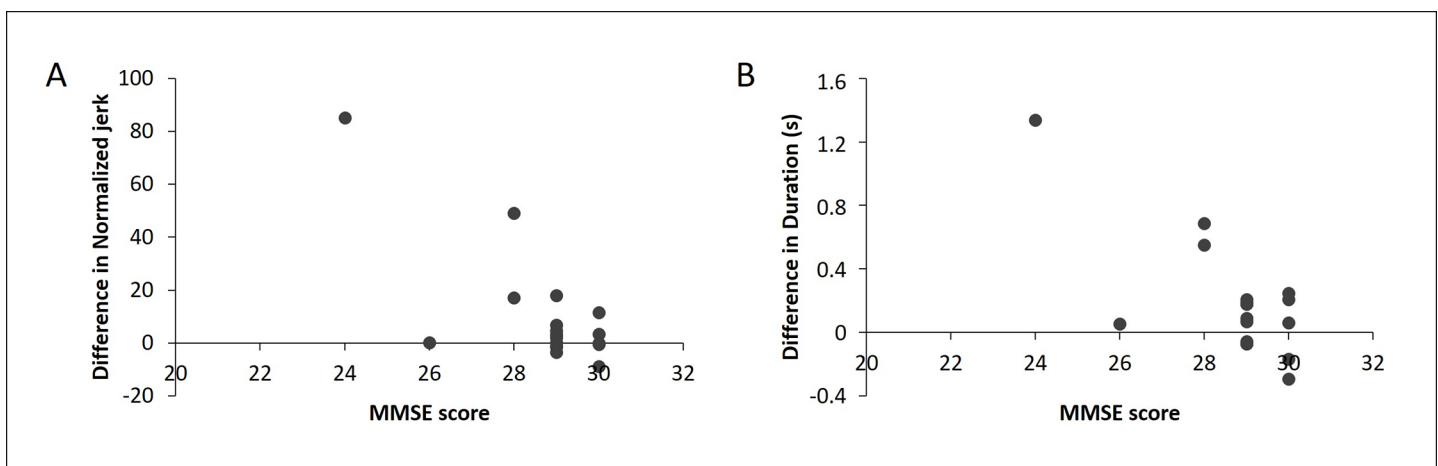 A
Difference in Normalized jerk
100
80
60
40
20
0
-20
20 22 24 26 28 30 32
MMSE score
B
Difference in Duration (s)
1.6
1.2
0.8
0.4
0
-0.4
20 22 24 26 28 30 32
MMSE score